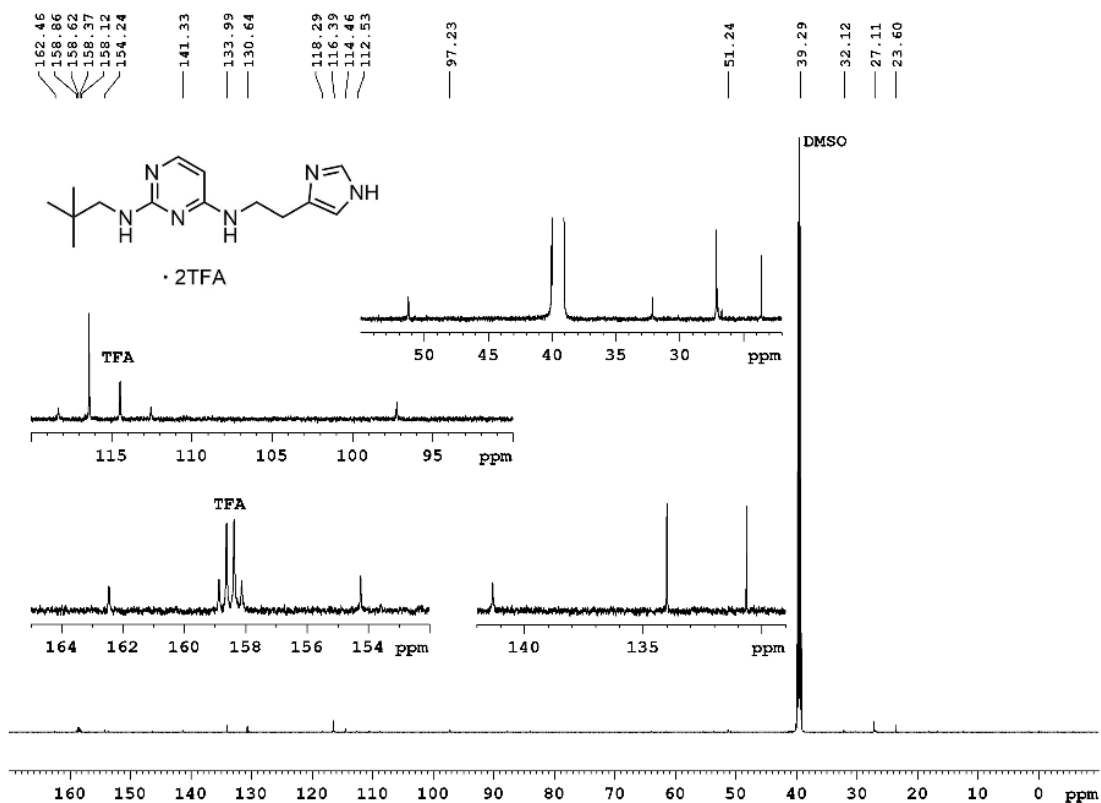 162.46
158.86
158.62
158.37
158.12
154.24
141.33
133.99
130.64
118.29
116.39
114.46
112.53
97.23
51.24
39.29
32.12
27.11
23.60
DMSO
N
N
N
H
N
H
N
NH
· 2TFA
50 45 40 35 30 ppm
TFA
115 110 105 100 95 ppm
TFA
164 162 160 158 156 154 ppm
140 135 ppm
160 150 140 130 120 110 100 90 80 70 60 50 40 30 20 10 0 ppm